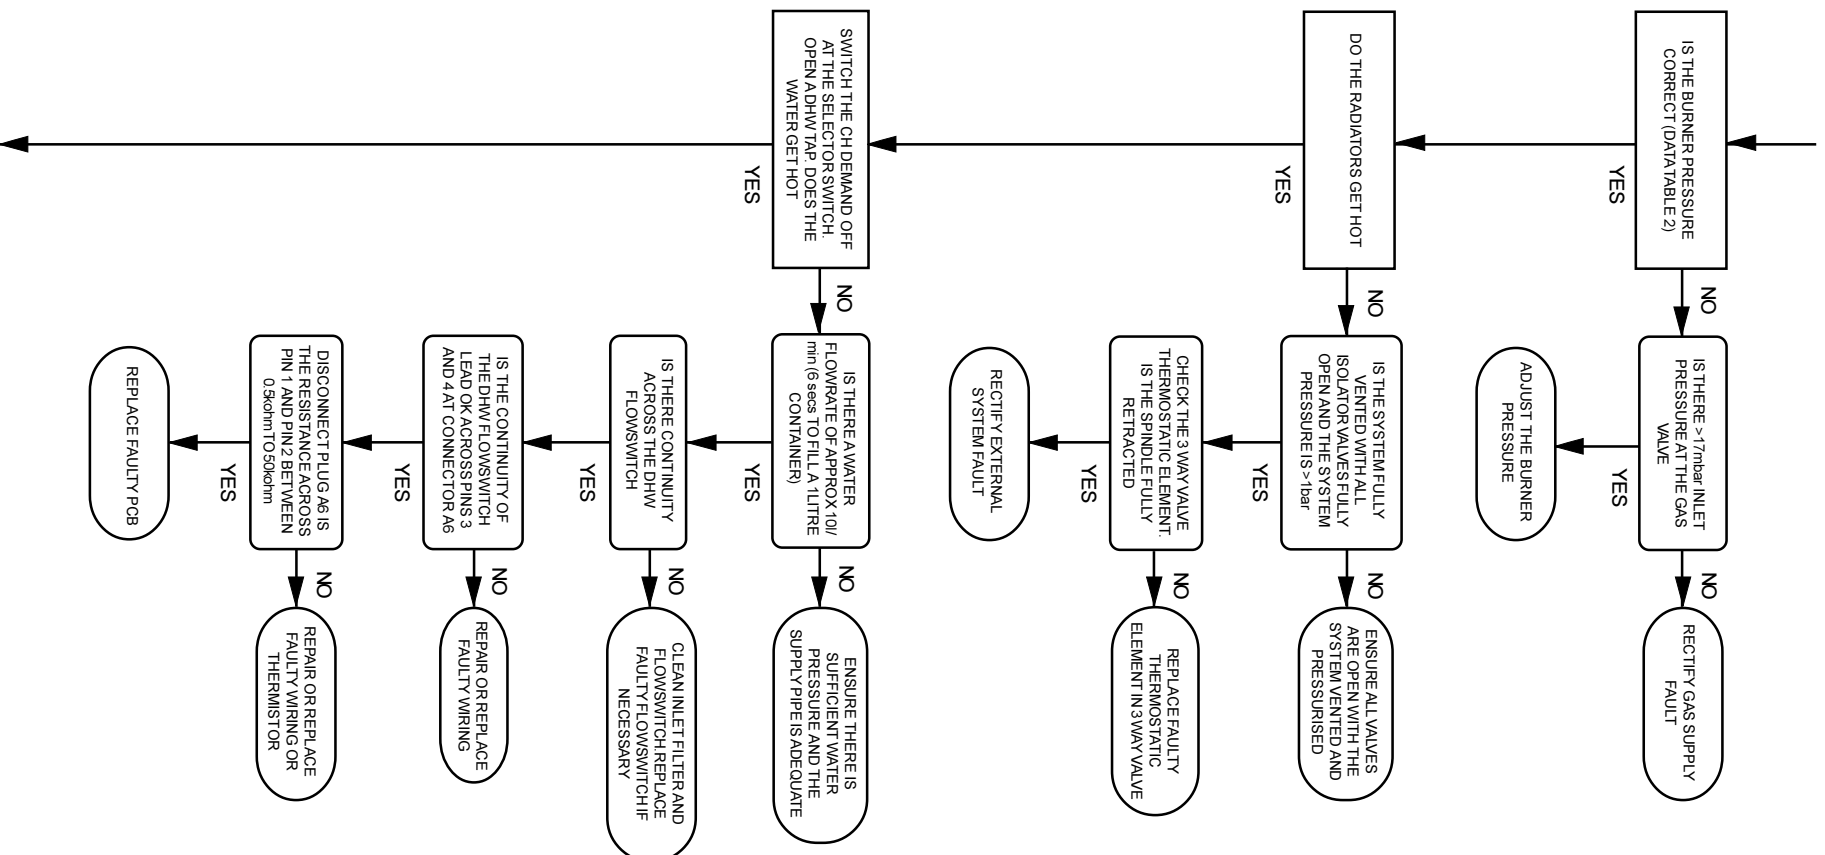 IS THE BURNER PRESSURE
CORRECT (DATA TABLE 2)
NO
IS THERE >17mbar INLET
PRESSURE AT THE GAS
VALVE
NO
RECTIFY GAS SUPPLY
FAULT
YES
ADJUST THE BURNER
PRESSURE
YES
DO THE RADIATORS GET HOT
NO
IS THE SYSTEM FULLY
VENTED WITH ALL
ISOLATOR VALVES FULLY
OPEN AND THE SYSTEM
PRESSURE IS >1bar
NO
ENSURE ALL VALVES
ARE OPEN WITH THE
SYSTEM VENTED AND
PRESSURISED
YES
CHECK THE 3 WAY VALVE
THERMOSTATIC ELEMENT.
IS THE SPINDLE FULLY
RETRACTED
NO
REPLACE FAULTY
THERMOSTATIC
ELEMENT IN 3 WAY VALVE
YES
RECTIFY EXTERNAL
SYSTEM FAULT
YES
SWITCH THE CH DEMAND OFF
AT THE SELECTOR SWITCH.
OPEN A DHW TAP. DOES THE
WATER GET HOT
NO
IS THERE A WATER
FLOWRATE OF APPROX 10l/
min (6 secs TO FILL A 1LITRE
CONTAINER)
NO
ENSURE THERE IS
SUFFICIENT WATER
PRESSURE AND THE
SUPPLY PIPE IS ADEQUATE
YES
IS THERE CONTINUITY
ACROSS THE DHW
FLOWSWITCH
NO
CLEAN INLET FILTER AND
FLOWSWITCH.REPLACE
FAULTY FLOWSWITCH IF
NECESSARY
YES
IS THE CONTINUITY OF
THE DHW FLOWSWITCH
LEAD OK ACROSS PINS 3
AND 4 AT CONNECTOR A6
NO
REPAIR OR REPLACE
FAULTY WIRING
YES
DISCONNECT PLUG A6 IS
THE RESISTANCE ACROSS
PIN 1 AND PIN 2 BETWEEN
0.5kohm TO 50kohm
NO
REPAIR OR REPLACE
FAULTY WIRING OR
THERMISTOR
YES
REPLACE FAULTY PCB
YES